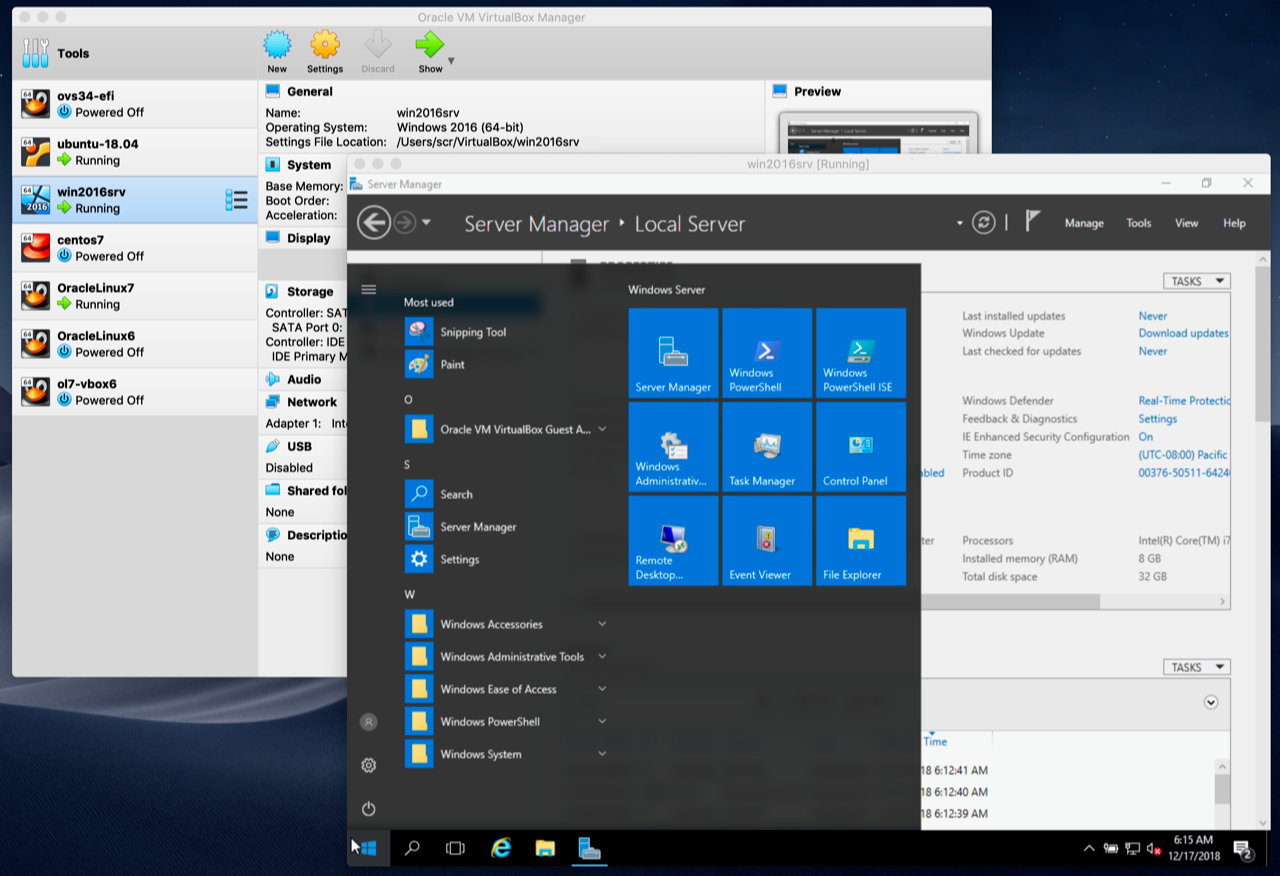 Oracle VM VirtualBox Manager
Tools
New
Settings
Discard
Show
64
ovs34-efi
Powered Off
64
ubuntu-18.04
Running
64
2016
win2016srv
Running
64
centos7
Powered Off
64
OracleLinux7
Running
64
OracleLinux6
Powered Off
64
ol7-vbox6
Powered Off
General
Name: win2016srv
Operating System: Windows 2016 (64-bit)
Settings File Location: /Users/scr/VirtualBox/win2016srv
System
Base Memory:
Boot Order:
Acceleration:
Display
Storage
Controller: SAT
SATA Port 0:
Controller: IDE
IDE Primary M
Audio
Network
Adapter 1: Inte
USB
Disabled
Shared fol
None
Descriptio
None
Preview
win2016srv [Running]
Server Manager
Server Manager Local Server
Manage
Tools
View
Help
TASKS
Last installed updates Never
Windows Update Download updates
Last checked for updates Never
Windows Defender Real-Time Protectic
Feedback & Diagnostics Settings
IE Enhanced Security Configuration On
Time zone (UTC-08:00) Pacific
abled Product ID 00376-50511-6424
ter Processors Intel(R) Core(TM) i7
Installed memory (RAM) 8 GB
Total disk space 32 GB
TASKS
Time
18 6:12:41 AM
18 6:12:40 AM
18 6:12:39 AM
Most used
Snipping Tool
Paint
O
Oracle VM VirtualBox Guest A...
S
Search
Server Manager
Settings
W
Windows Accessories
Windows Administrative Tools
Windows Ease of Access
Windows PowerShell
Windows System
Windows Server
Server Manager
Windows
PowerShell
Windows
PowerShell ISE
Windows
Administrativ...
Task Manager
Control Panel
Remote
Desktop...
Event Viewer
File Explorer
6:15 AM
12/17/2018
2